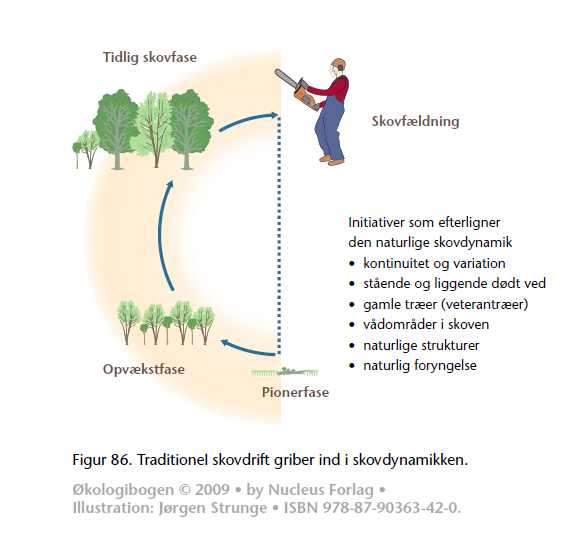 Tidlig skovfase
Skovfældning
Initiativer som efterligner
den naturlige skovdynamik
• kontinuitet og variation
• stående og liggende dødt ved
• gamle træer (veterantræer)
• vådområder i skoven
• naturlige strukturer
• naturlig foryngelse
Opvækstfase
Pionerfase
Figur 86. Traditionel skovdrift griber ind i skovdynamikken.
Økologibogen © 2009 • by Nucleus Forlag •
Illustration: Jørgen Strunge • ISBN 978-87-90363-42-0.